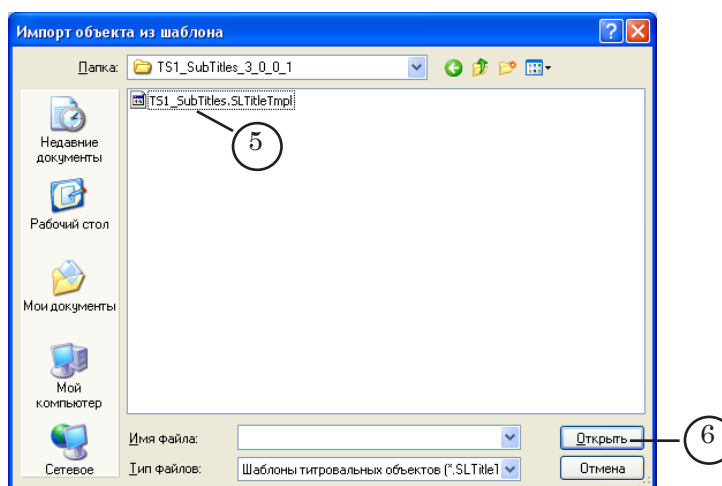 Импорт объекта из шаблона
Папка: TS1_SubTitles_3_0_0_1
TS1_SubTitles.SLTitleTmpl
5
Недавние
документы
Рабочий стол
Мои документы
Мой
компьютер
Сетевое
Имя файла:
Открыть
6
Тип файлов: Шаблоны титровальных объектов (*.SLTitleT
Отмена